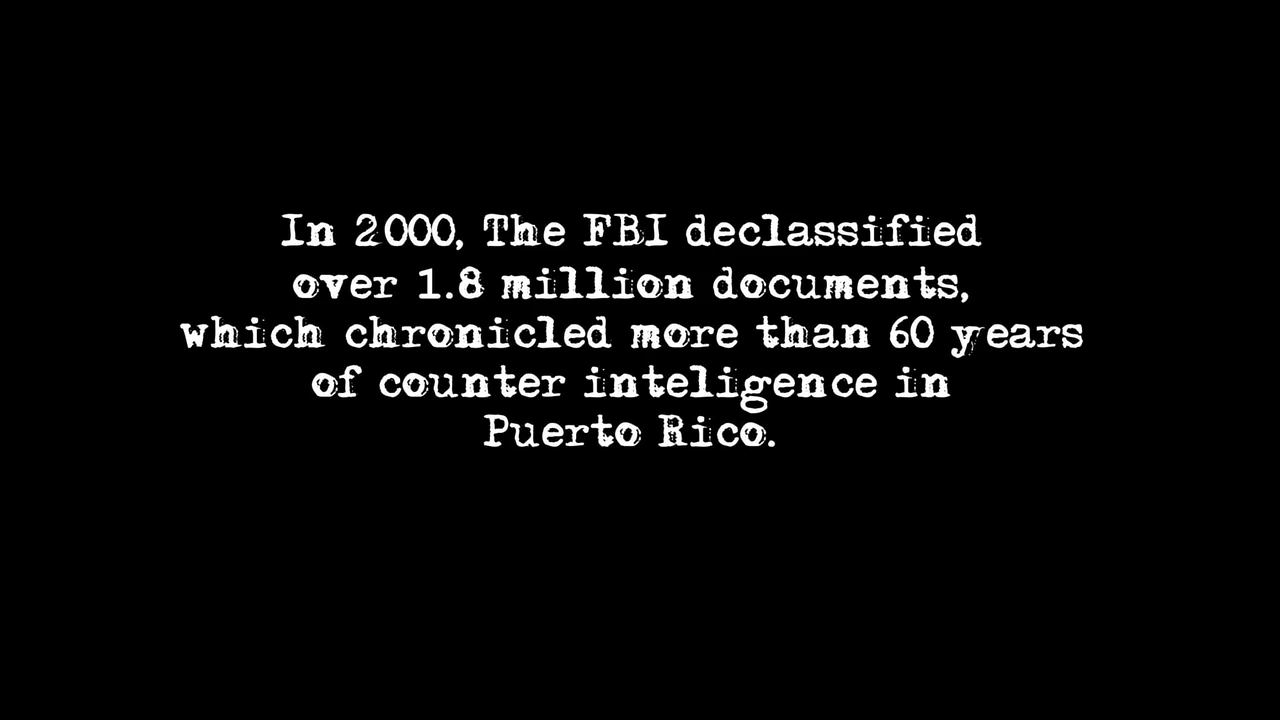 In 2000, The FBI declassified
over 1.8 million documents,
which chronicled more than 60 years
of counter inteligence in
Puerto Rico.